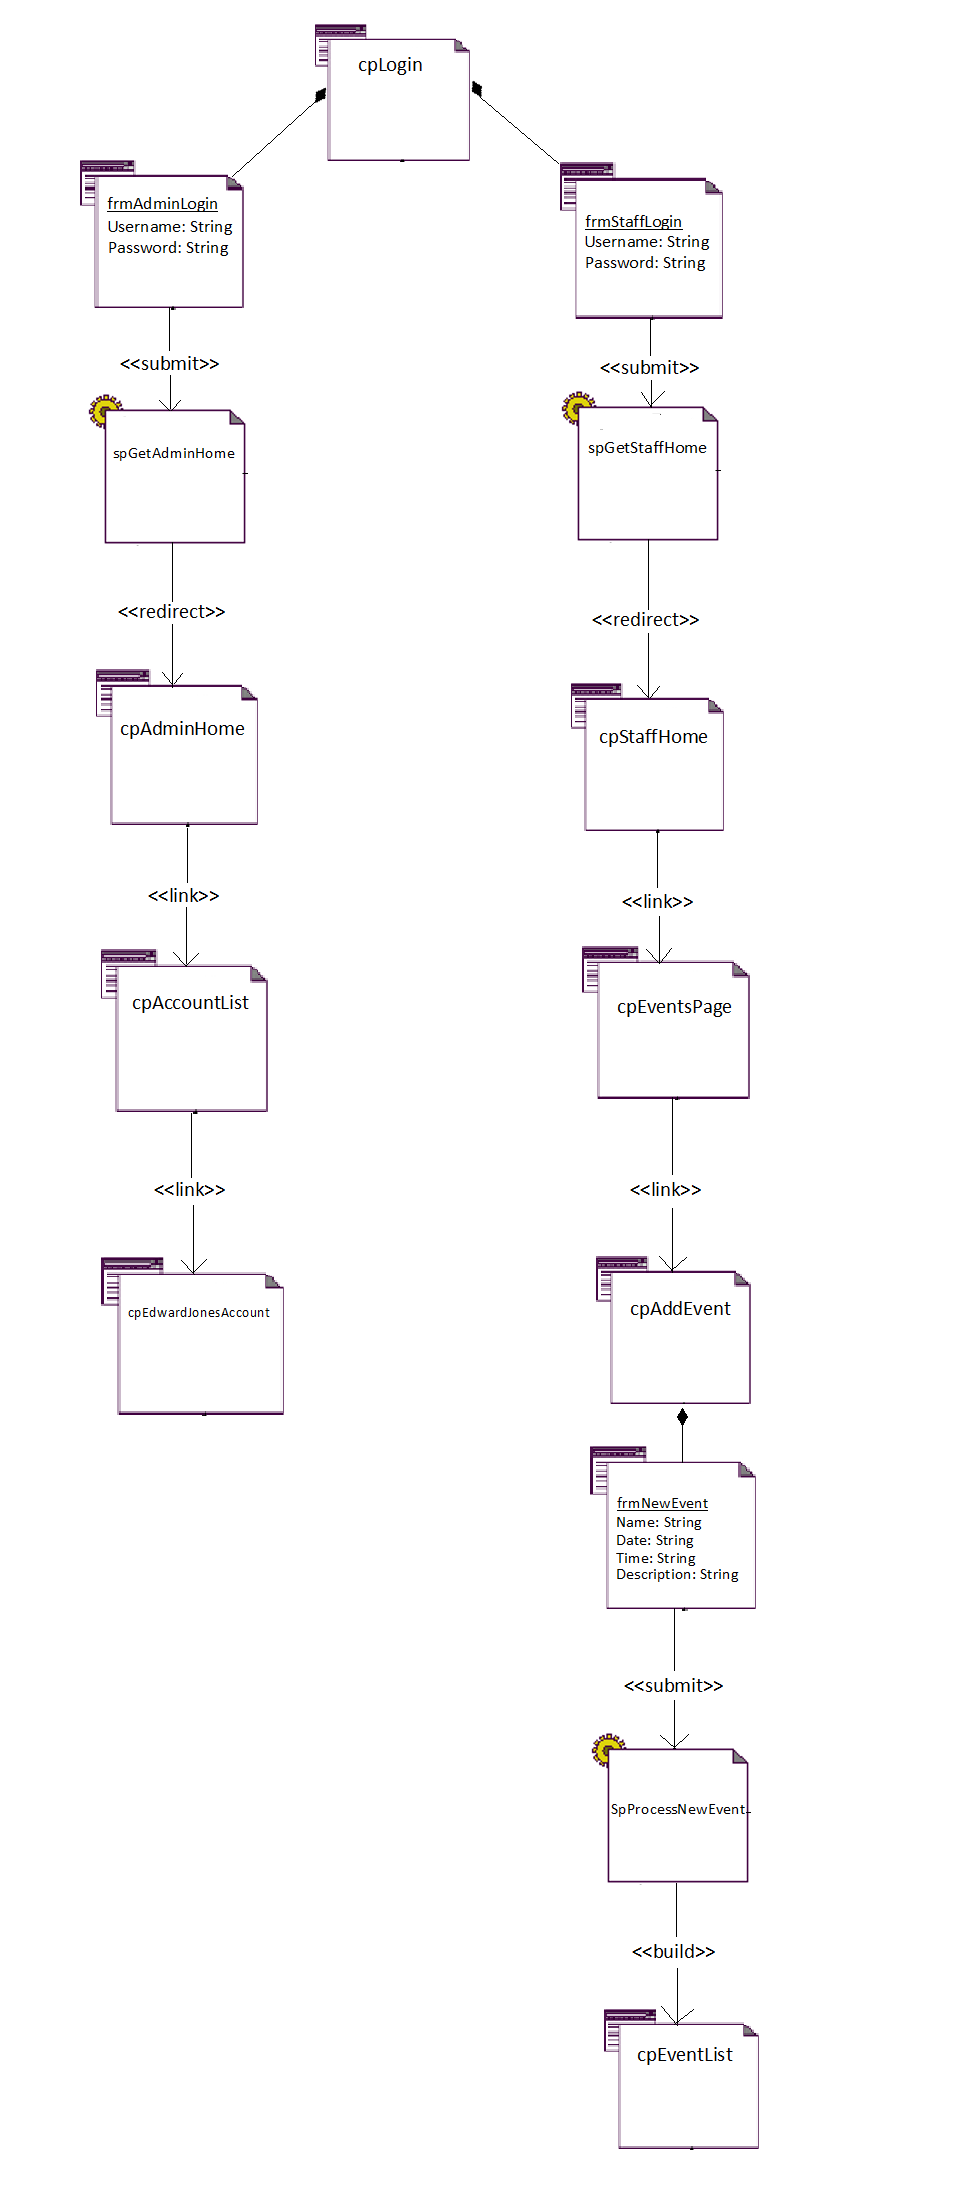 cpLogin
frmAdminLogin
Username: String
Password: String
<<submit>>
spGetAdminHome
<<redirect>>
cpAdminHome
<<link>>
cpAccountList
<<link>>
cpEdwardJonesAccount
frmStaffLogin
Username: String
Password: String
<<submit>>
spGetStaffHome
<<redirect>>
cpStaffHome
<<link>>
cpEventsPage
<<link>>
cpAddEvent
frmNewEvent
Name: String
Date: String
Time: String
Description: String
<<submit>>
SpProcessNewEvent
<<build>>
cpEventList